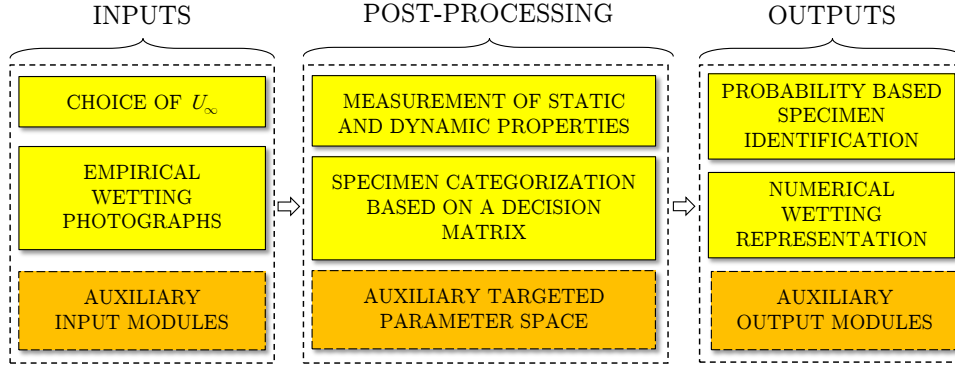 INPUTS
CHOICE OF U∞
EMPIRICAL
WETTING
PHOTOGRAPHS
AUXILIARY
INPUT MODULES
POST-PROCESSING
MEASUREMENT OF STATIC
AND DYNAMIC PROPERTIES
SPECIMEN CATEGORIZATION
BASED ON A DECISION
MATRIX
AUXILIARY TARGETED
PARAMETER SPACE
OUTPUTS
PROBABILITY BASED
SPECIMEN
IDENTIFICATION
NUMERICAL
WETTING
REPRESENTATION
AUXILIARY
OUTPUT MODULES